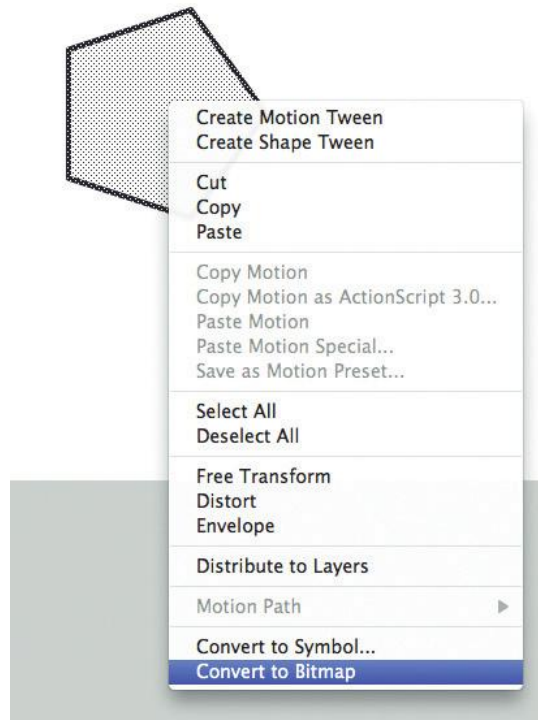 Create Motion Tween
Create Shape Tween
Cut
Copy
Paste
Copy Motion
Copy Motion as ActionScript 3.0...
Paste Motion
Paste Motion Special...
Save as Motion Preset...
Select All
Deselect All
Free Transform
Distort
Envelope
Distribute to Layers
Motion Path
Convert to Symbol...
Convert to Bitmap